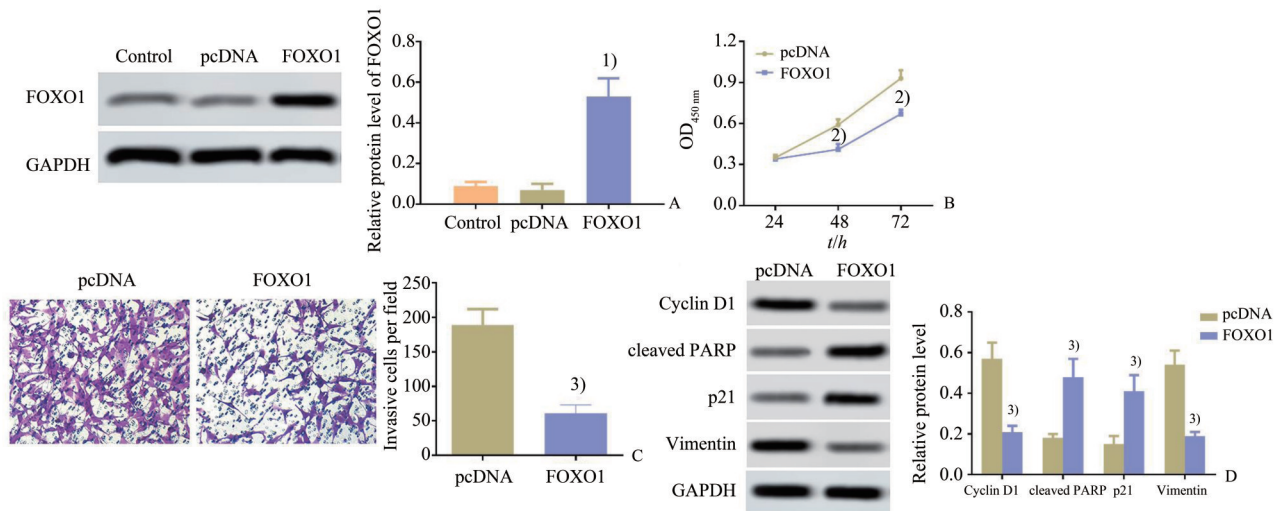 Control pcDNA FOXO1
FOXO1
GAPDH
Relative protein level of FOXO1
0.8
0.6
0.4
0.2
0.0
1)
Control pcDNA FOXO1
A
OD450 nm
1.2
0.9
0.6
0.3
0.0
pcDNA
FOXO1
2)
2)
24 48 72
t/h
B
pcDNA FOXO1
Invasive cells per field
250
200
150
100
50
0
3)
pcDNA FOXO1
C
pcDNA FOXO1
Cyclin D1
cleaved PARP
p21
Vimentin
GAPDH
Relative protein level
0.8
0.6
0.4
0.2
0.0
pcDNA
FOXO1
3)
3)
3)
3)
Cyclin D1 cleaved PARP p21 Vimentin
D